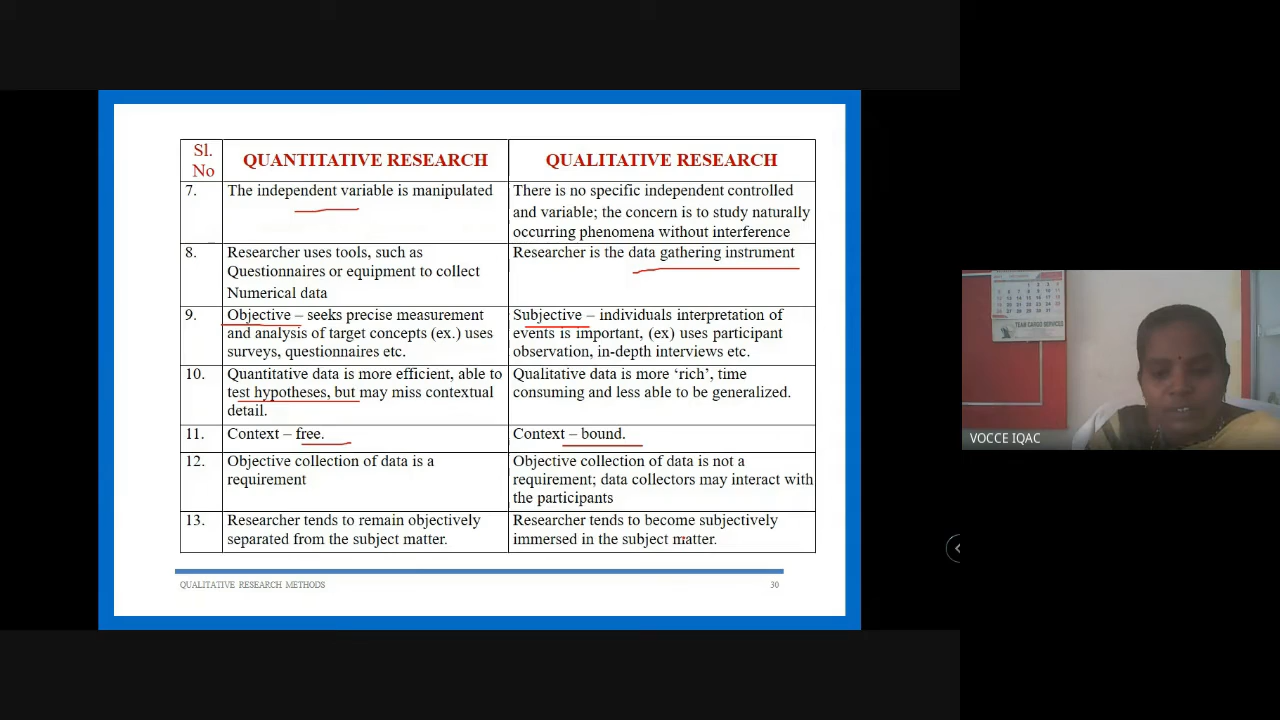 Sl. No
QUANTITATIVE RESEARCH
QUALITATIVE RESEARCH
7.
The independent variable is manipulated
There is no specific independent controlled
and variable; the concern is to study naturally
occurring phenomena without interference
8.
Researcher uses tools, such as
Questionnaires or equipment to collect
Numerical data
Researcher is the data gathering instrument
9.
Objective – seeks precise measurement
and analysis of target concepts (ex.) uses
surveys, questionnaires etc.
Subjective – individuals interpretation of
events is important, (ex) uses participant
observation, in-depth interviews etc.
10.
Quantitative data is more efficient, able to
test hypotheses, but may miss contextual
detail.
Qualitative data is more ‘rich’, time
consuming and less able to be generalized.
11.
Context – free.
Context – bound.
12.
Objective collection of data is a
requirement
Objective collection of data is not a
requirement; data collectors may interact with
the participants
13.
Researcher tends to remain objectively
separated from the subject matter.
Researcher tends to become subjectively
immersed in the subject matter.
QUALITATIVE RESEARCH METHODS
30
TEAM CARGO SERVICES
VOCCE IQAC